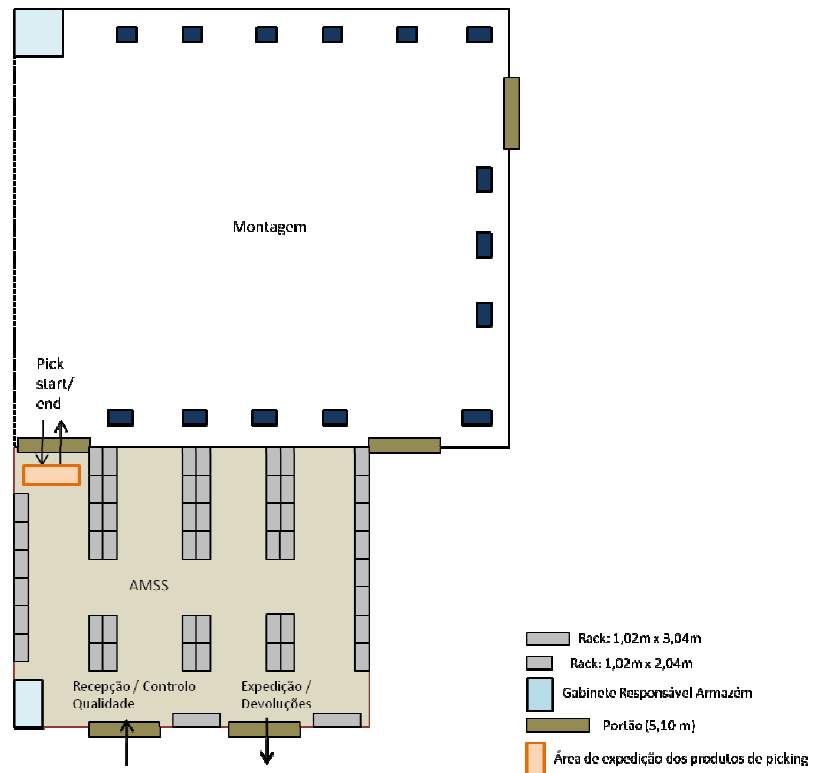 Montagem
Pick
start/
end
AMSS
Recepção / Controlo
Qualidade
Expedição /
Devoluções
Rack: 1,02m x 3,04m
Rack: 1,02m x 2,04m
Gabinete Responsável Armazém
Portão (5,10 m)
Área de expedição dos produtos de picking